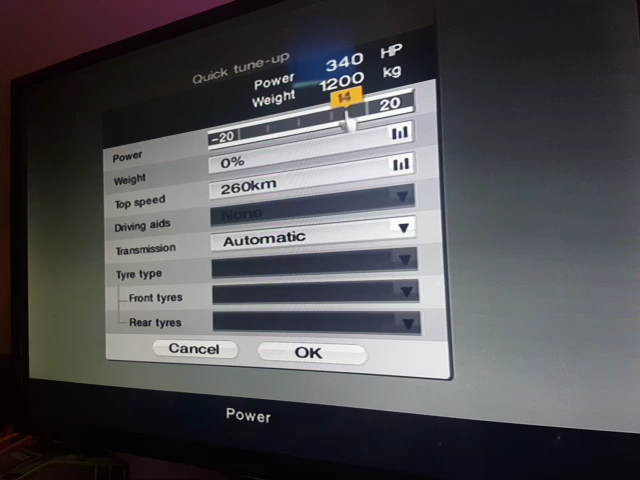 Quick tune-up
Power 340 HP
Weight 1200 kg
14
Power -20 20
Weight 0%
Top speed 260km
Driving aids None
Transmission Automatic
Tyre type
Front tyres
Rear tyres
Cancel OK
Power